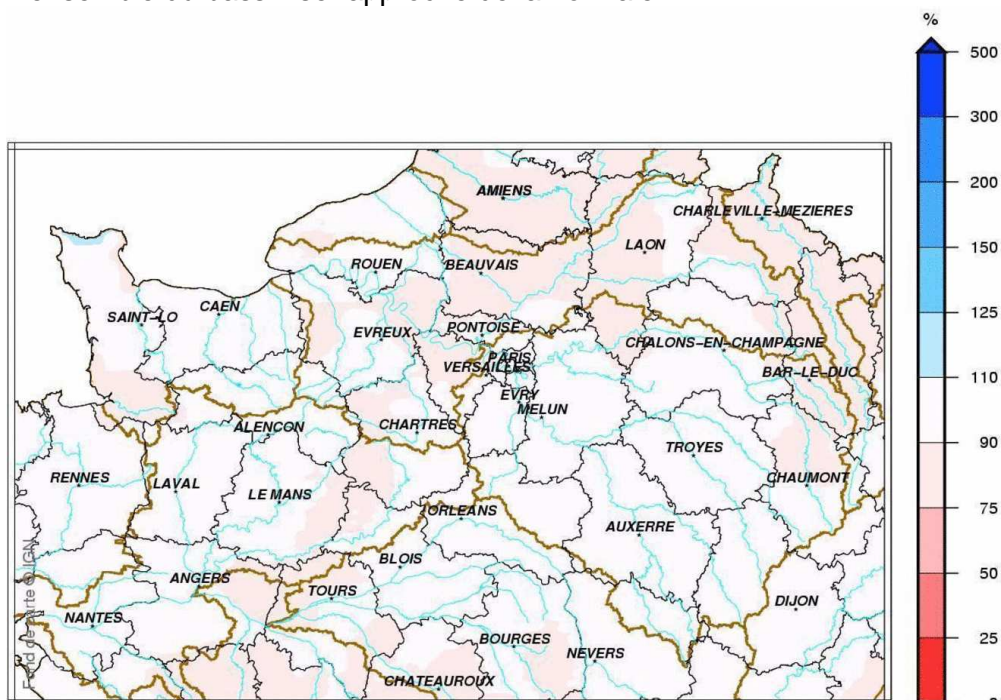 %
500
300
200
150
125
110
90
75
50
25
AMIENS
CHARLEVILLE-MEZIERES
LAON
ROUEN
BEAUVAIS
CAEN
SAINT-LO
EVREUX
PONTOISE
CHALONS-EN-CHAMPAGNE
PARIS
VERSAILLES
BAR-LE-DUC
EVRY
MELUN
ALENCON
CHARTRES
TROYES
RENNES
LAVAL
LE MANS
CHAUMONT
ORLEANS
AUXERRE
BLOIS
ANGERS
TOURS
DIJON
NANTES
BOURGES
NEVERS
CHATEAUROUX
Fond de carte © IGN